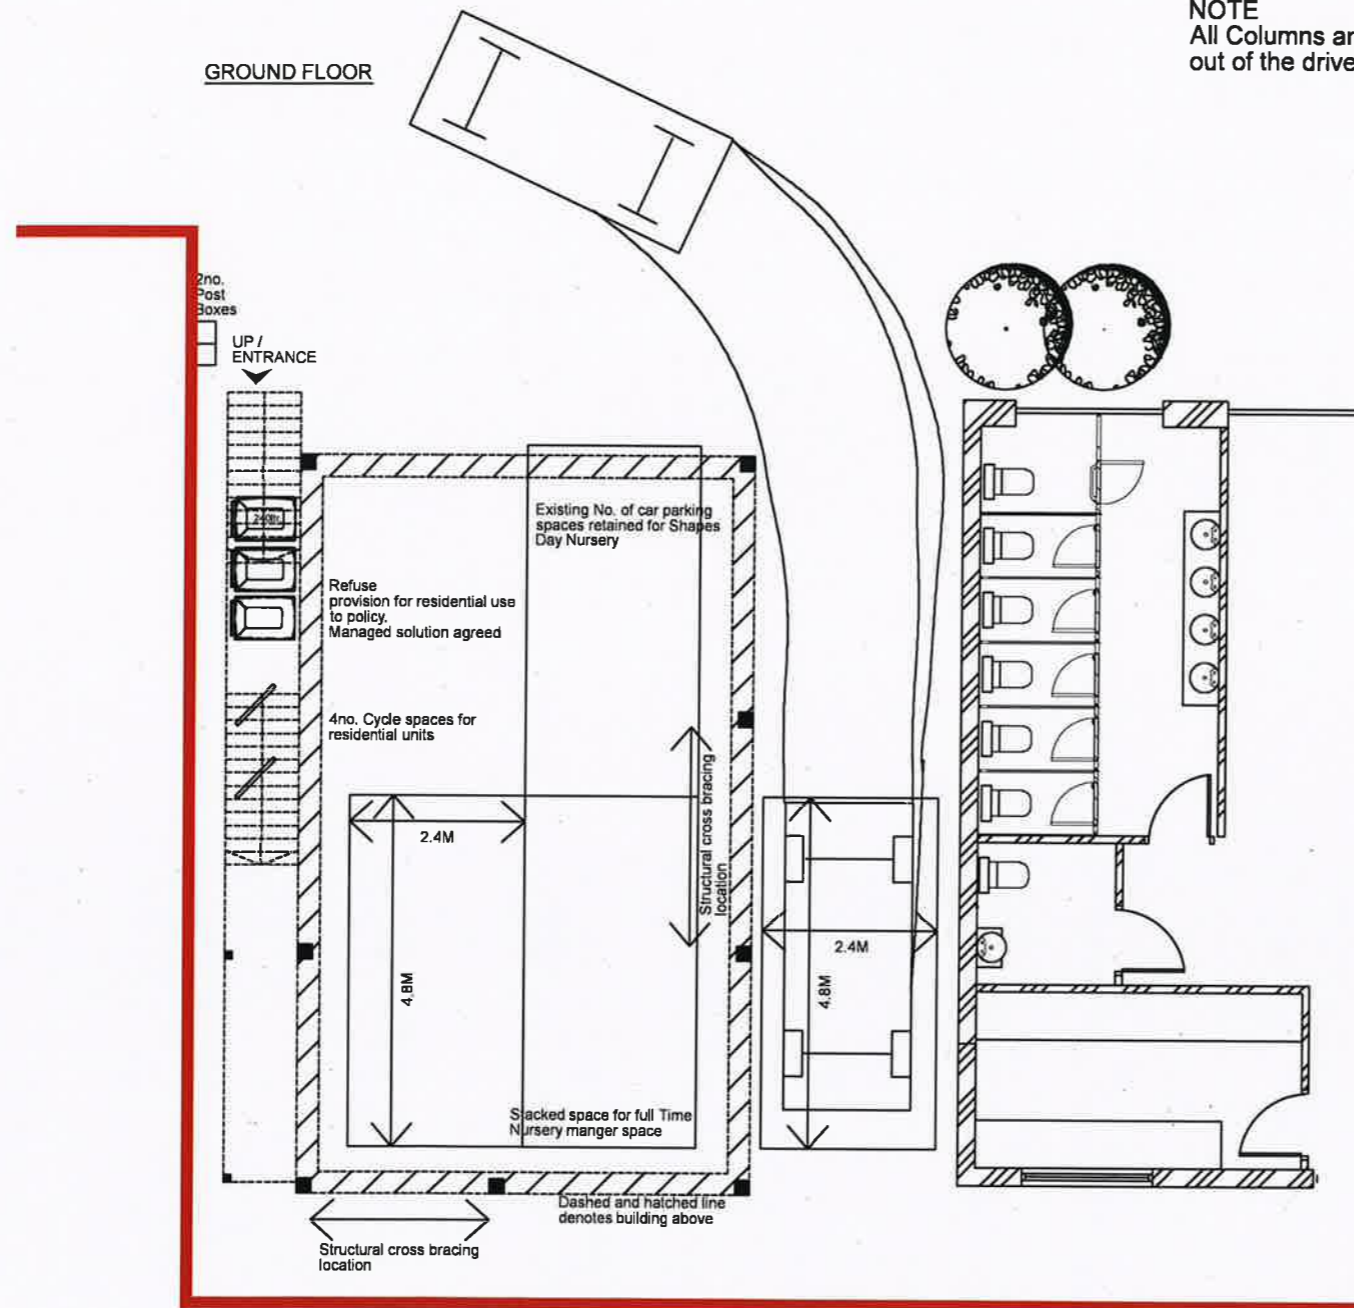 NOTE
All Columns
out of the drive
GROUND FLOOR
2no.
Post
Boxes
UP /
ENTRANCE
Existing No. of car parking
spaces retained for Shapes
Day Nursery
Refuse
provision for residential use
to policy.
Managed solution agreed
4no. Cycle spaces for
residential units
Structural cross bracing
location
2.4M
4.8M
2.4M
4.8M
Stacked space for full Time
Nursery manger space
Dashed and hatched line
denotes building above
Structural cross bracing
location